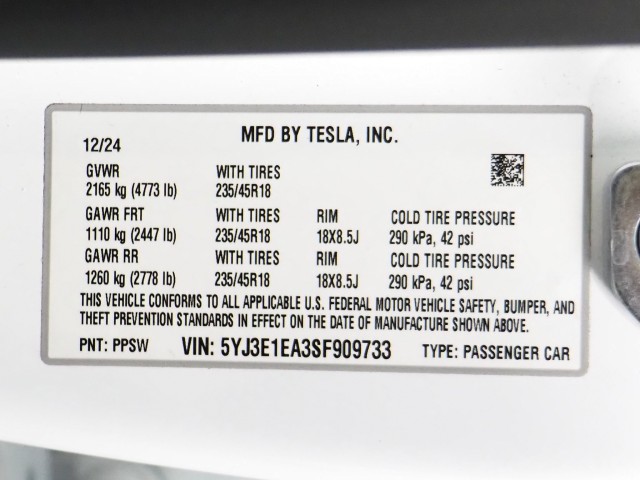 MFD BY TESLA, INC.
12/24
GVWR WITH TIRES
2165 kg (4773 lb) 235/45R18
GAWR FRT WITH TIRES RIM COLD TIRE PRESSURE
1110 kg (2447 lb) 235/45R18 18X8.5J 290 kPa, 42 psi
GAWR RR WITH TIRES RIM COLD TIRE PRESSURE
1260 kg (2778 lb) 235/45R18 18X8.5J 290 kPa, 42 psi
THIS VEHICLE CONFORMS TO ALL APPLICABLE U.S. FEDERAL MOTOR VEHICLE SAFETY, BUMPER, AND
THEFT PREVENTION STANDARDS IN EFFECT ON THE DATE OF MANUFACTURE SHOWN ABOVE.
PNT: PPSW VIN: 5YJ3E1EA3SF909733 TYPE: PASSENGER CAR